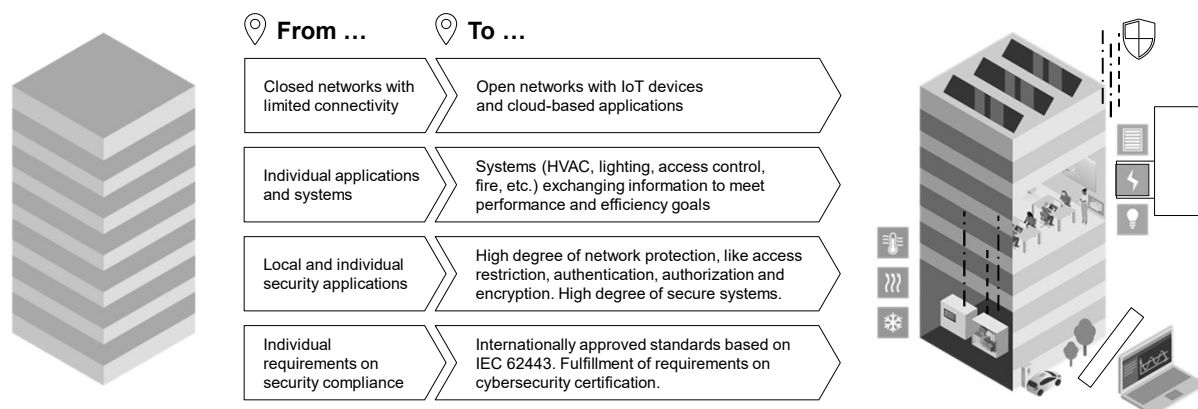 From ...
To ...
Closed networks with
limited connectivity
Open networks with IoT devices
and cloud-based applications
Individual applications
and systems
Systems (HVAC, lighting, access control,
fire, etc.) exchanging information to meet
performance and efficiency goals
Local and individual
security applications
High degree of network protection, like access
restriction, authentication, authorization and
encryption. High degree of secure systems.
Individual
requirements on
security compliance
Internationally approved standards based on
IEC 62443. Fulfillment of requirements on
cybersecurity certification.